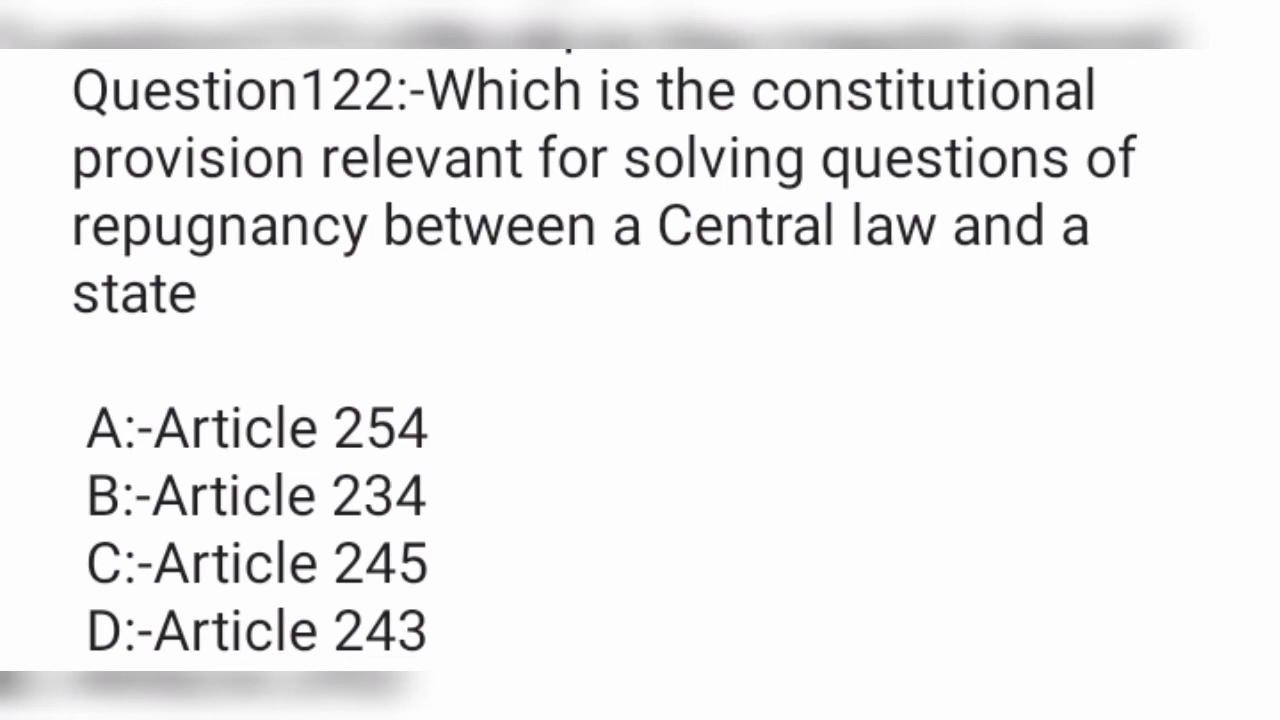 Question122:-Which is the constitutional
provision relevant for solving questions of
repugnancy between a Central law and a
state
A:-Article 254
B:-Article 234
C:-Article 245
D:-Article 243